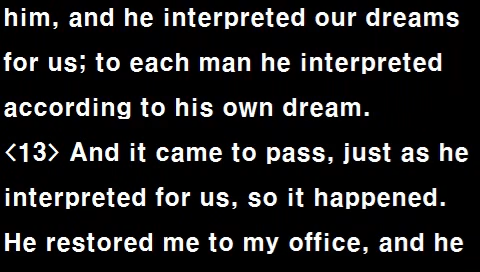 him, and he interpreted our dreams
for us; to each man he interpreted
according to his own dream.
<13> And it came to pass, just as he
interpreted for us, so it happened.
He restored me to my office, and he